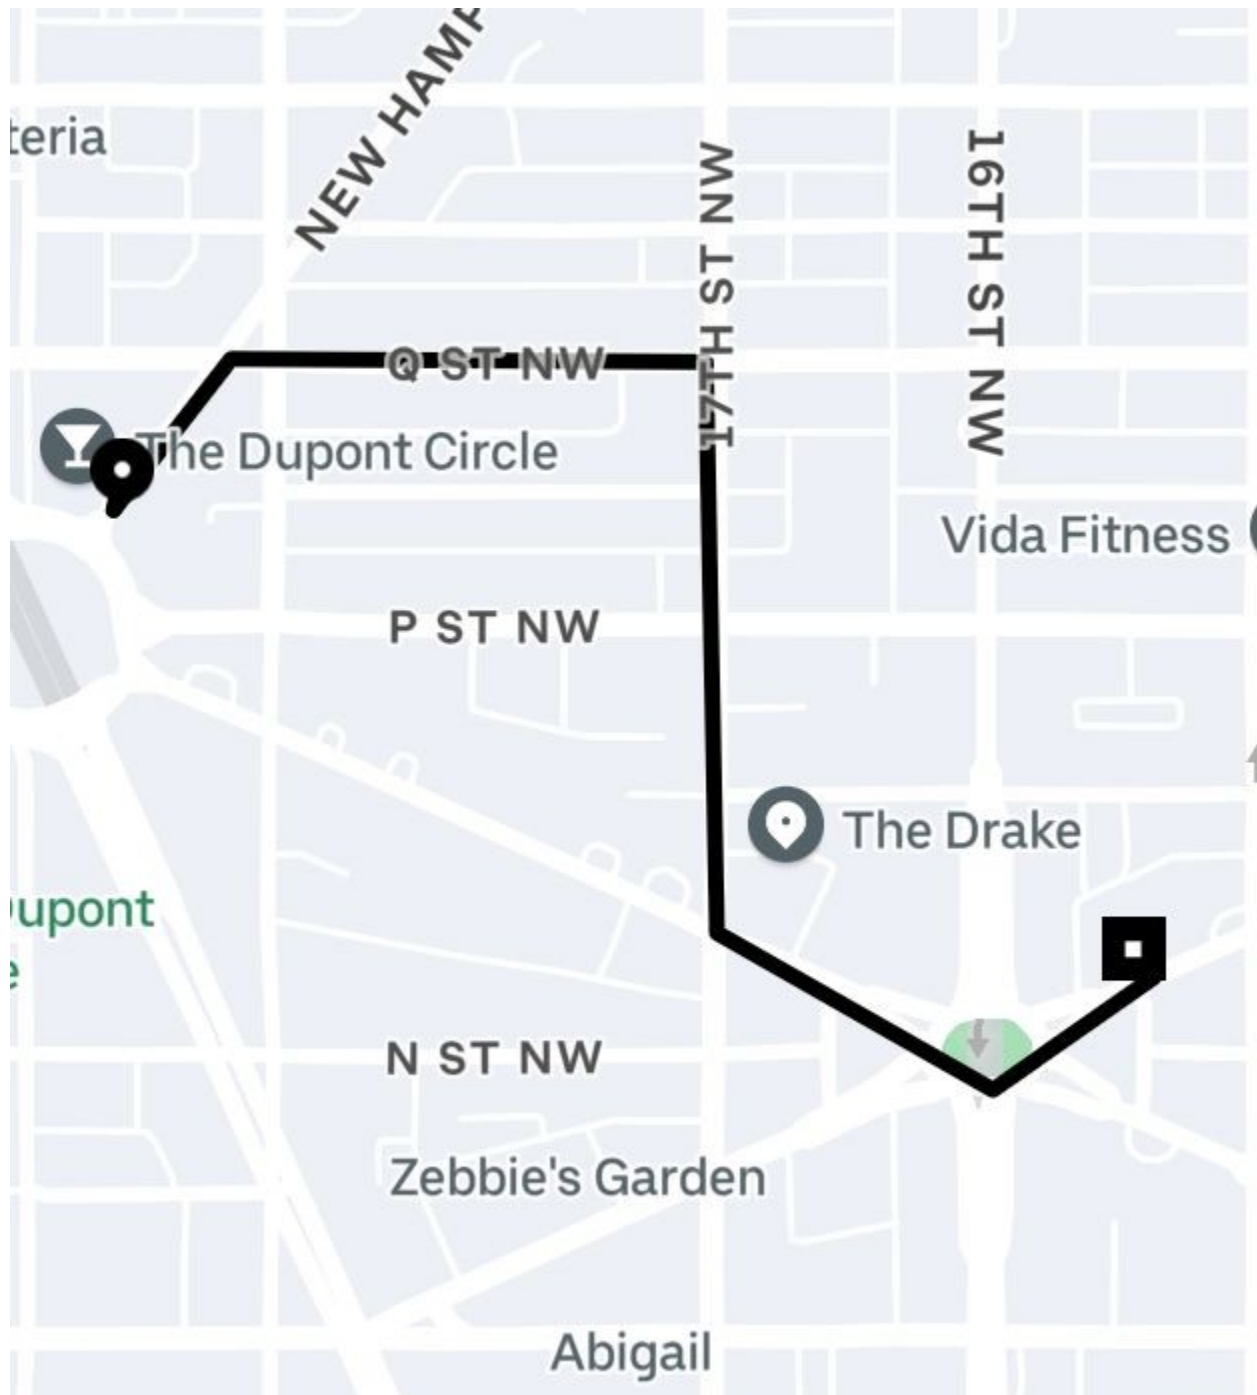 NEW HAMP
teria
17TH ST NW
16TH ST NW
Q ST NW
The Dupont Circle
Vida Fitness
P ST NW
The Drake
Dupont
e
N ST NW
Zebbie's Garden
Abigail